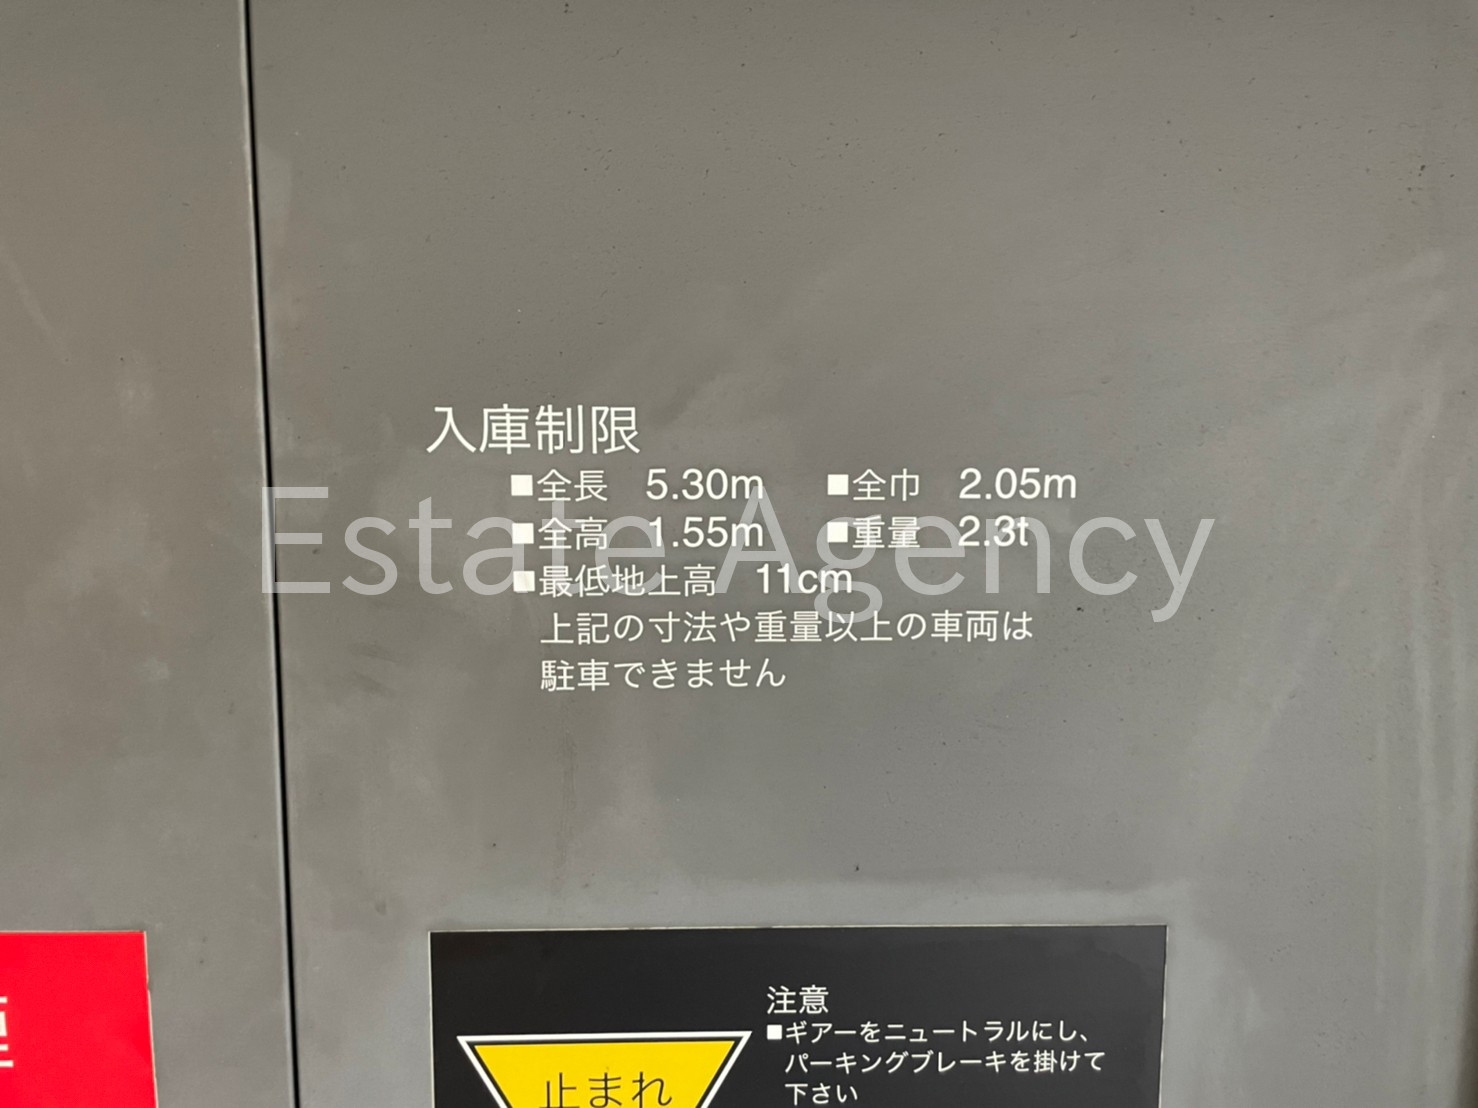 入庫制限
■全長 5.30m ■全巾 2.05m
■全高 1.55m ■重量 2.3t
■最低地上高 11cm
上記の寸法や重量以上の車両は
駐車できません
Estate Agency
注意
■ギアーをニュートラルにし、
パーキングブレーキを掛けて
下さい
止まれ